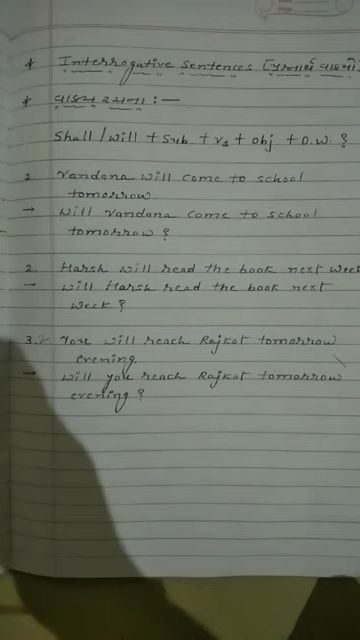 * Interrogative Sentences [પ્રશ્નાર્થ વાક્યો
* વાક્ય રચના :—
Shall/will + sub. + v1 + obj + o.w. ?
1. Vandana will come to school
tomorrow.
→ Will Vandana come to school
tomorrow ?
2. Harsh will read the book next week
→ Will Harsh read the book next
week ?
3. You will reach Rajkot tomorrow
evening.
→ Will you reach Rajkot tomorrow
evening ?